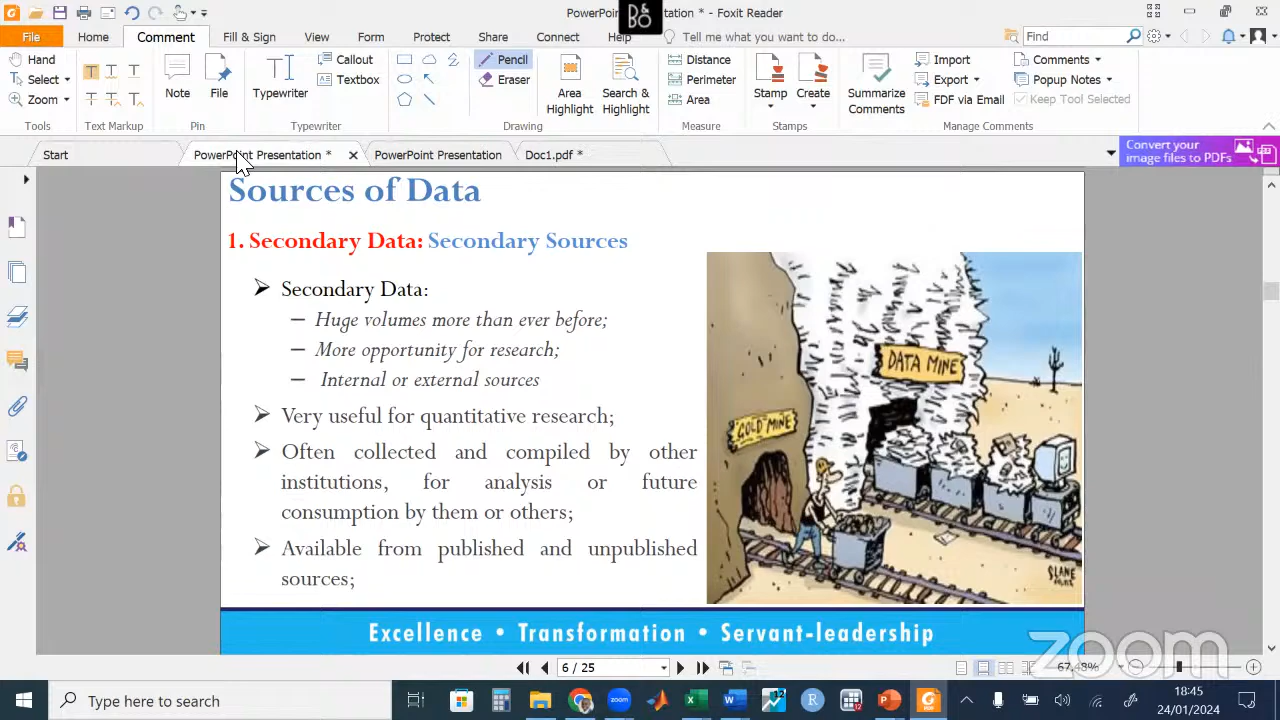 PowerPoint Presentation * - Foxit Reader
D&
BO
File Home Comment Fill & Sign View Form Protect Share Connect Help Tell me what you want to do... Find
Hand Select Zoom Tools
Text Markup
Note File Pin
Typewriter Callout Textbox Typewriter
Pencil Eraser Area Highlight Search & Highlight Drawing
Distance Perimeter Area Measure
Stamp Create Stamps
Summarize Comments Import Export FDF via Email Comments Popup Notes Keep Tool Selected Manage Comments
Start PowerPoint Presentation * PowerPoint Presentation Doc1.pdf *
Convert your
image files to PDFs
Sources of Data
1. Secondary Data: Secondary Sources
➢ Secondary Data:
– Huge volumes more than ever before;
– More opportunity for research;
– Internal or external sources
➢ Very useful for quantitative research;
➢ Often collected and compiled by other
institutions, for analysis or future
consumption by them or others;
➢ Available from published and unpublished
sources;
DATA MINE
"GOLD" MINE
SLANE
Excellence • Transformation • Servant-leadership
zoom
6 / 25
67.48%
Type here to search
zoom
12
18:45
24/01/2024